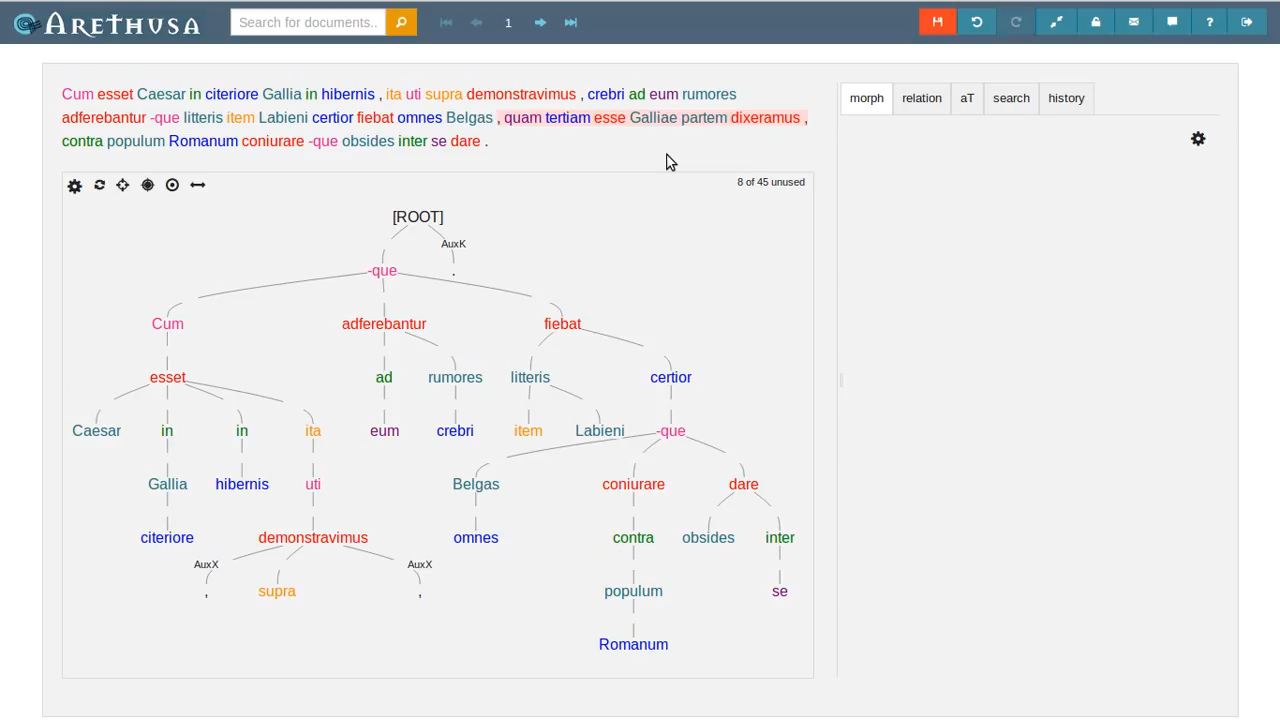 ARETHUSA Search for documents.. 1
Cum esset Caesar in citeriore Gallia in hibernis , ita uti supra demonstravimus , crebri ad eum rumores
adferebantur -que litteris item Labieni certior fiebat omnes Belgas , quam tertiam esse Galliae partem dixeramus ,
contra populum Romanum coniurare -que obsides inter se dare .
morph relation aT search history
8 of 45 unused
[ROOT]
AuxK
-que .
Cum adferebantur fiebat
esset ad rumores litteris certior
Caesar in in ita eum crebri item Labieni -que
Gallia hibernis uti Belgas coniurare dare
citeriore demonstravimus omnes contra obsides inter
AuxX AuxX
, supra , populum se
Romanum